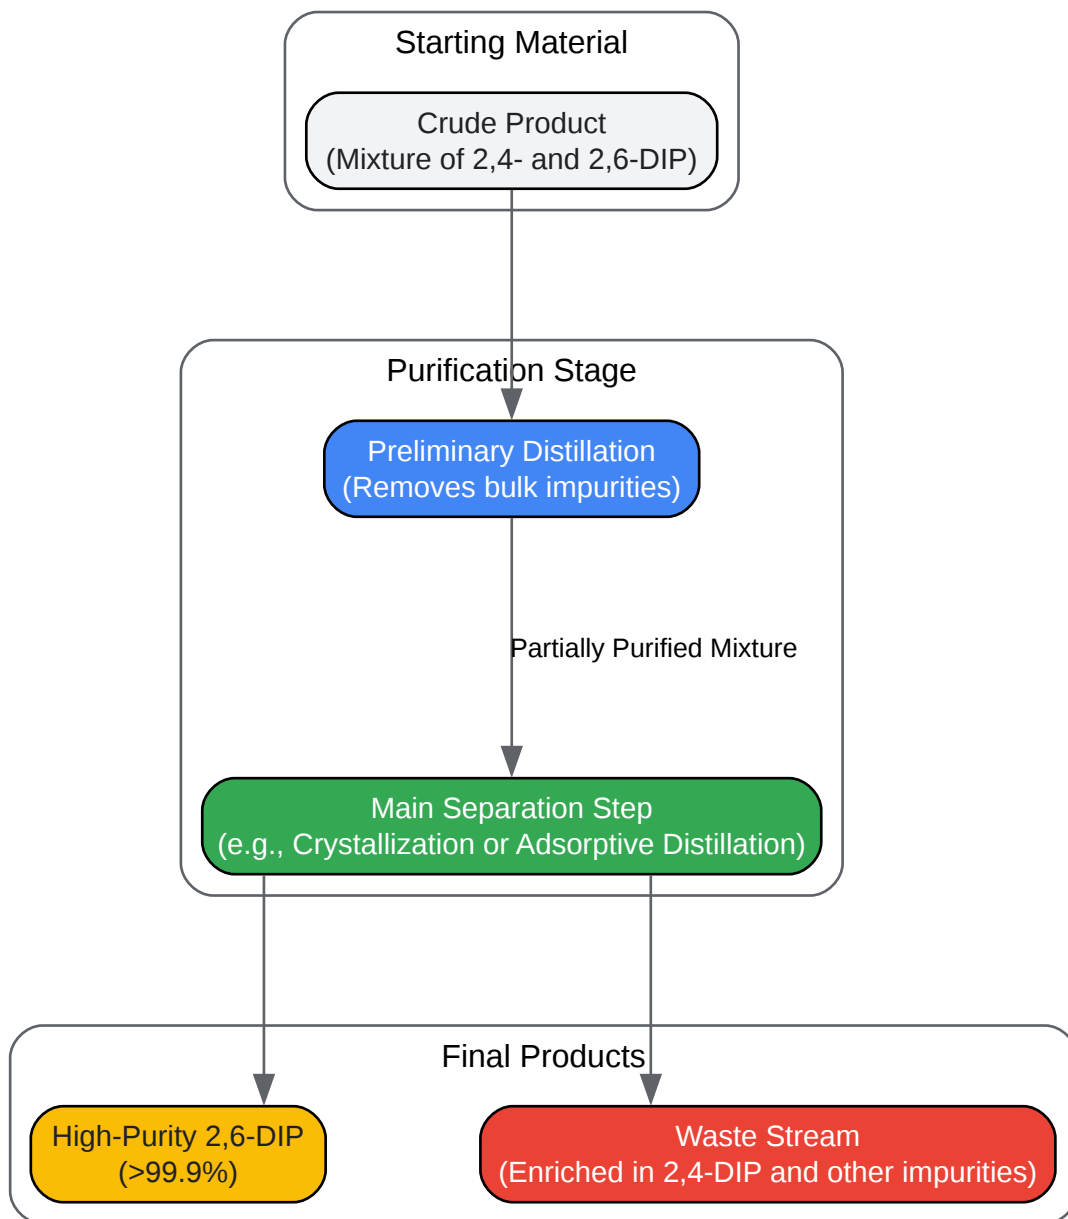 Starting Material
Crude Product
(Mixture of 2,4- and 2,6-DIP)
Purification Stage
Preliminary Distillation
(Removes bulk impurities)
Partially Purified Mixture
Main Separation Step
(e.g., Crystallization or Adsorptive Distillation)
Final Products
High-Purity 2,6-DIP
(>99.9%)
Waste Stream
(Enriched in 2,4-DIP and other impurities)